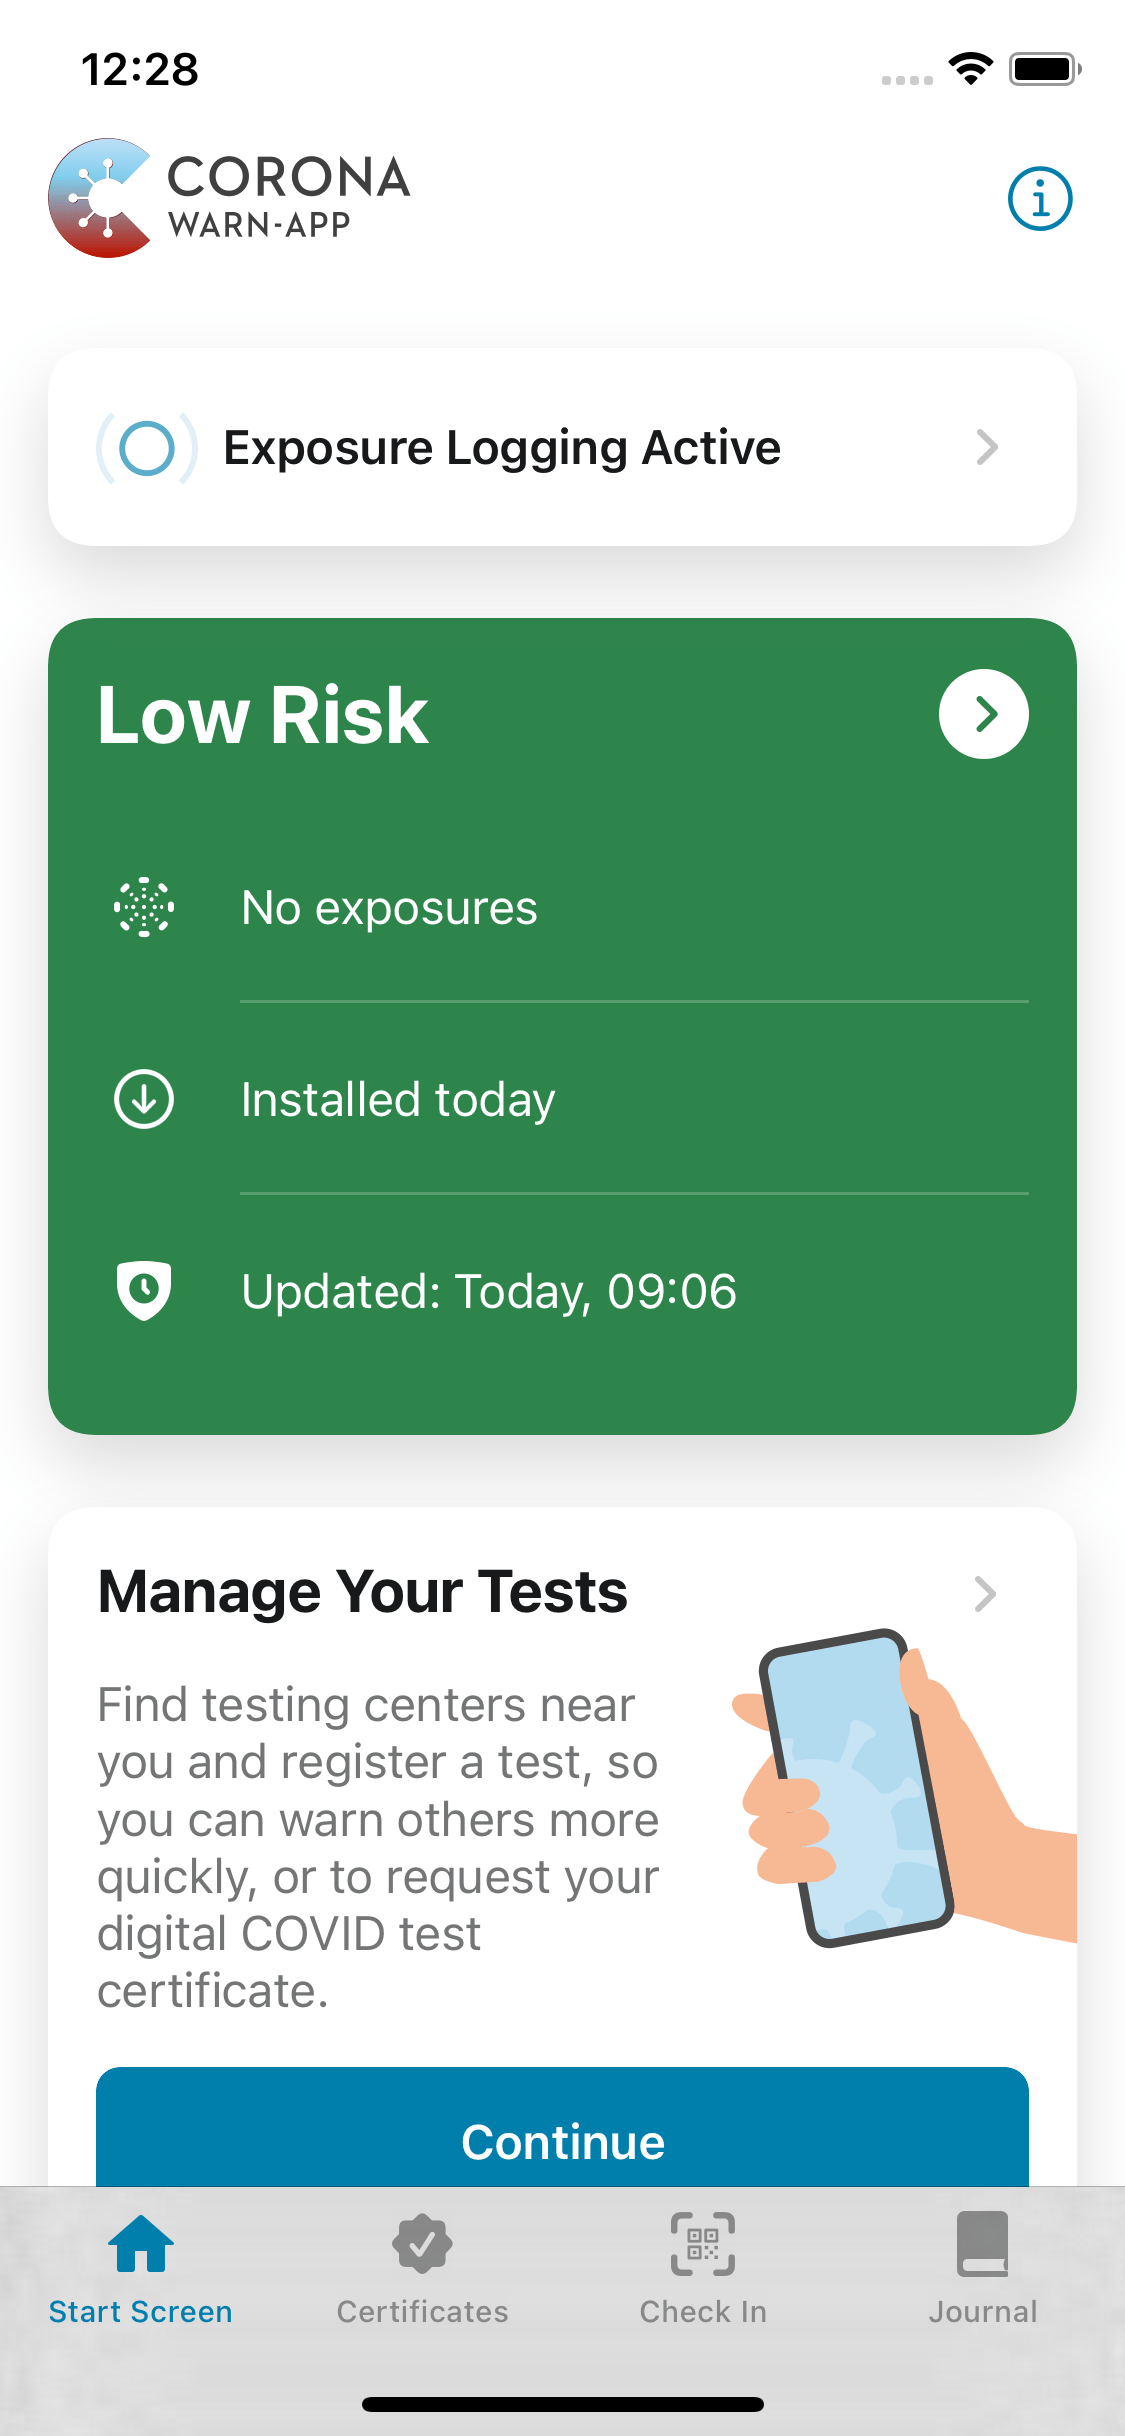 12:28
CORONA
WARN-APP
Exposure Logging Active
Low Risk
No exposures
Installed today
Updated: Today, 09:06
Manage Your Tests
Find testing centers near
you and register a test, so
you can warn others more
quickly, or to request your
digital COVID test
certificate.
Continue
Start Screen
Certificates
Check In
Journal